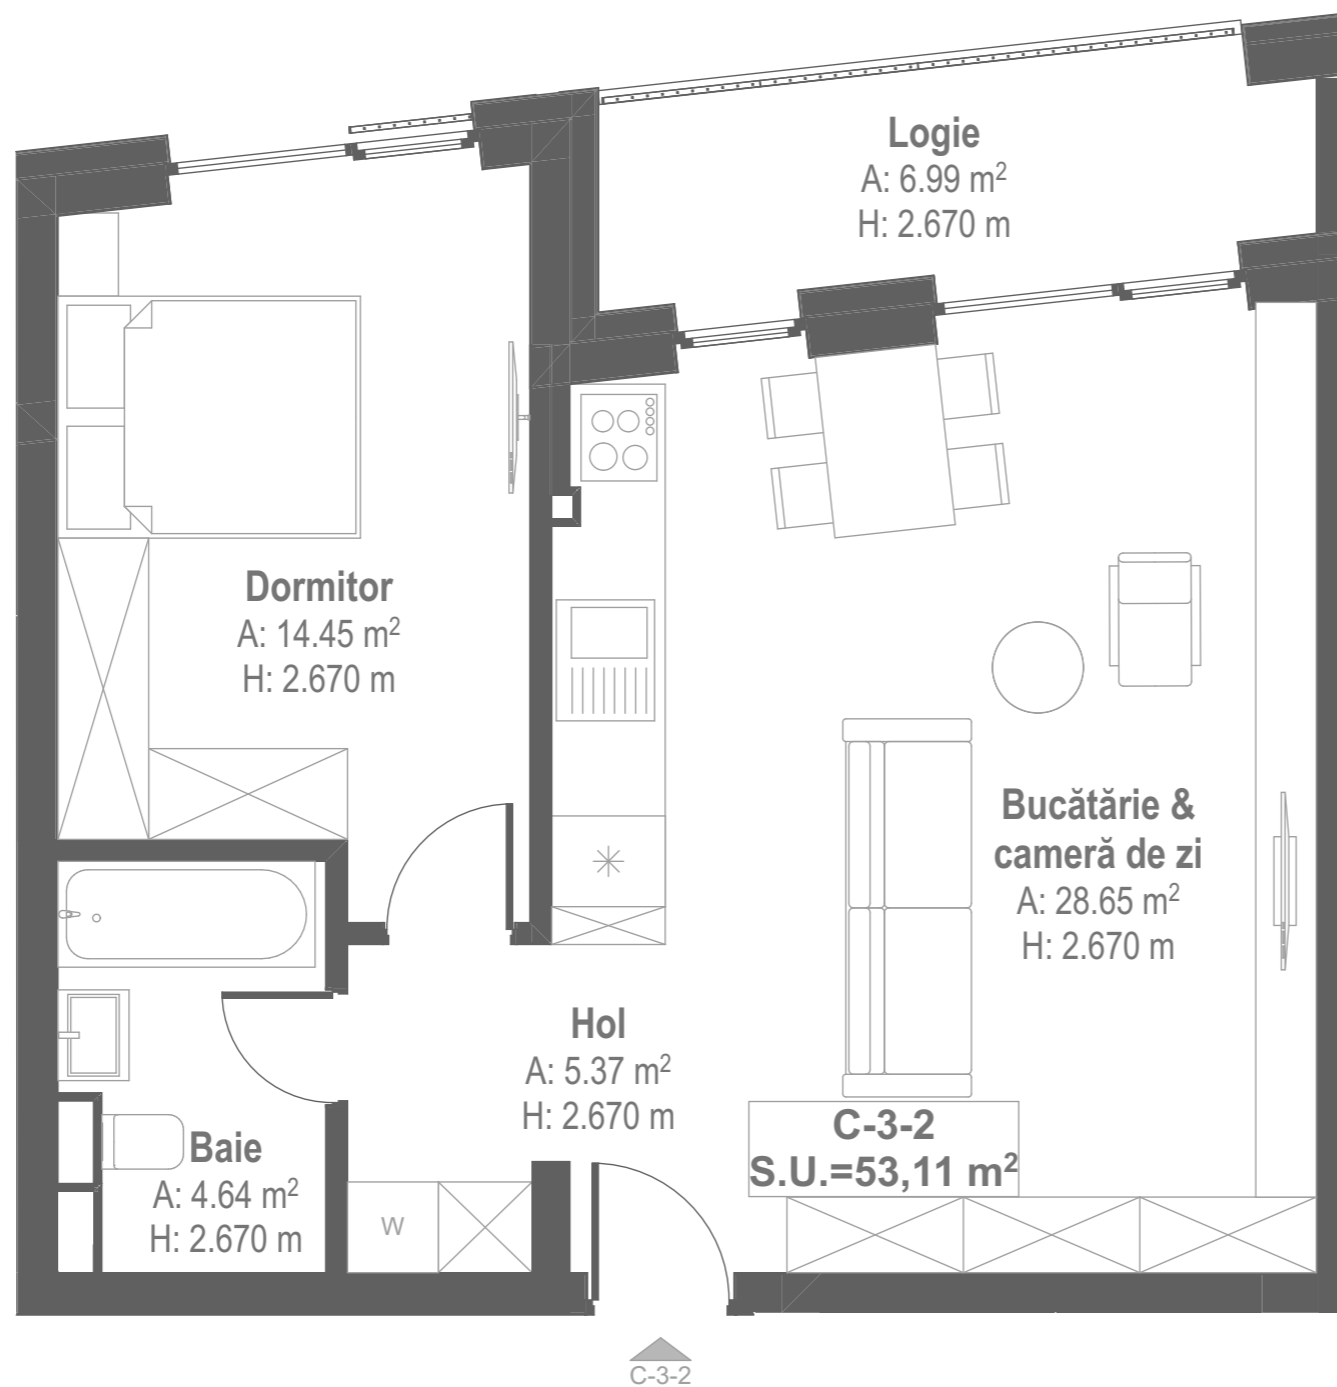 Logie
A: 6.99 m²
H: 2.670 m
Dormitor
A: 14.45 m²
H: 2.670 m
Bucătărie &
cameră de zi
A: 28.65 m²
H: 2.670 m
Hol
A: 5.37 m²
H: 2.670 m
C-3-2
S.U.=53,11 m²
Baie
A: 4.64 m²
H: 2.670 m
W
C-3-2